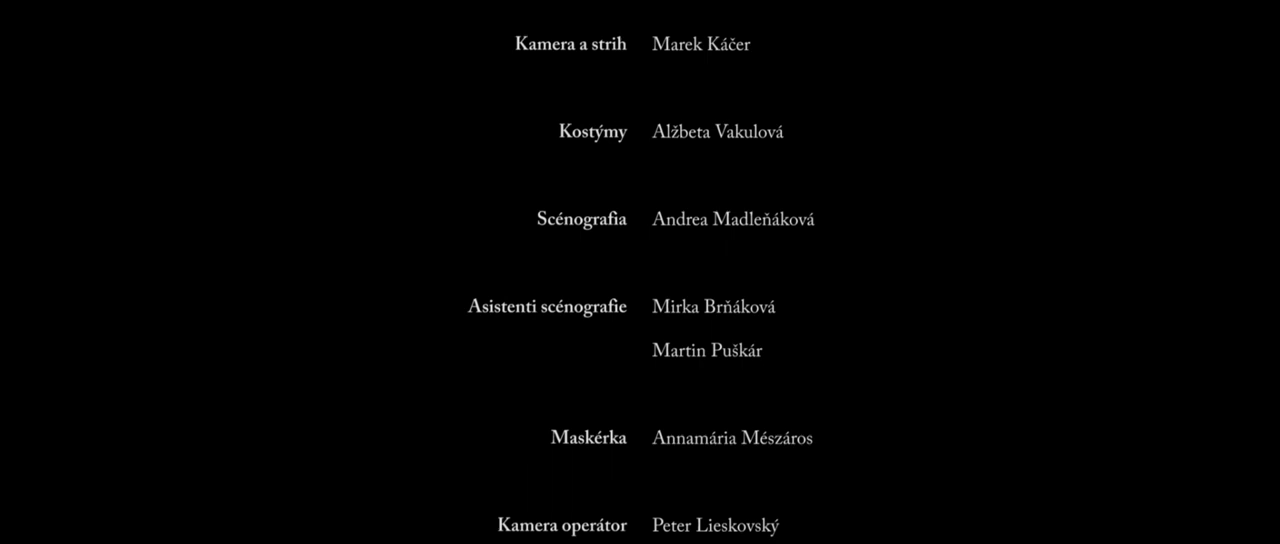 Kamera a strih Marek Káčer
Kostýmy Alžbeta Vakulová
Scénografia Andrea Madleňáková
Asistenti scénografie Mirka Brňáková
Martin Puškár
Maskérka Annamária Mészáros
Kamera operátor Peter Lieskovský